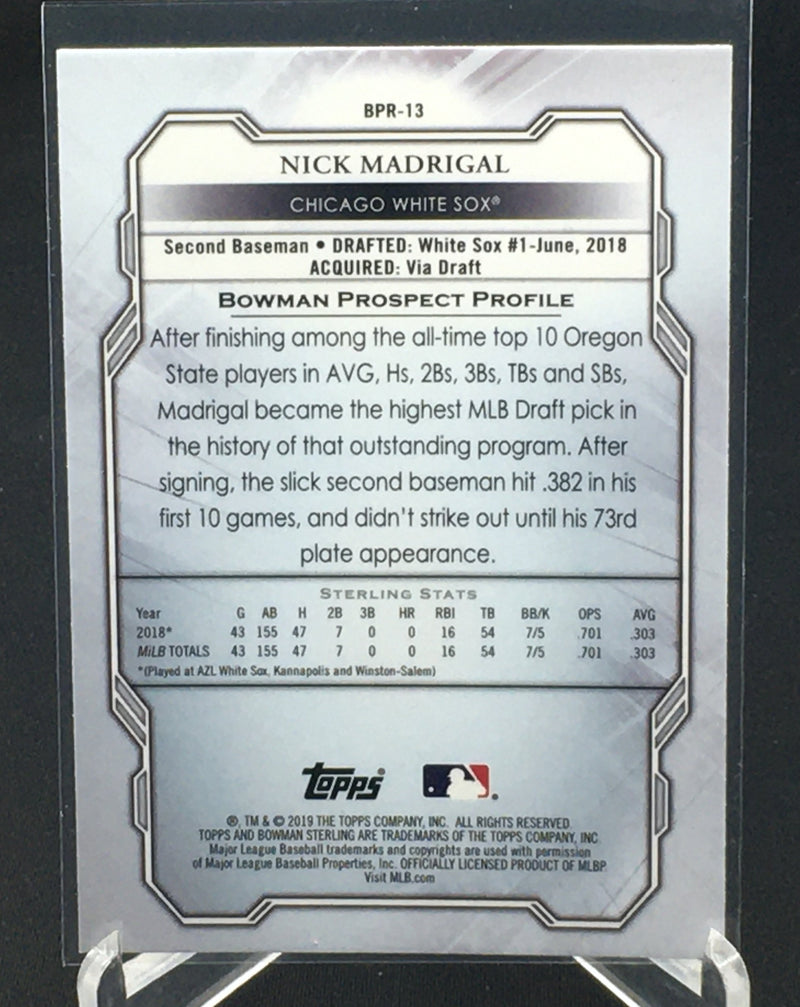 BPR-13
NICK MADRIGAL
CHICAGO WHITE SOX®
Second Baseman • DRAFTED: White Sox #1-June, 2018
ACQUIRED: Via Draft
BOWMAN PROSPECT PROFILE
After finishing among the all-time top 10 Oregon
State players in AVG, Hs, 2Bs, 3Bs, TBs and SBs,
Madrigal became the highest MLB Draft pick in
the history of that outstanding program. After
signing, the slick second baseman hit .382 in his
first 10 games, and didn't strike out until his 73rd
plate appearance.
STERLING STATS
Year G AB H 2B 3B HR RBI TB BB/K OPS AVG
2018* 43 155 47 7 0 0 16 54 7/5 .701 .303
MiLB TOTALS 43 155 47 7 0 0 16 54 7/5 .701 .303
*(Played at AZL White Sox, Kannapolis and Winston-Salem)
Topps
®, TM & © 2019 THE TOPPS COMPANY, INC. ALL RIGHTS RESERVED.
TOPPS AND BOWMAN STERLING ARE TRADEMARKS OF THE TOPPS COMPANY, INC.
Major League Baseball trademarks and copyrights are used with permission
of Major League Baseball Properties, Inc. OFFICIALLY LICENSED PRODUCT OF MLBP
Visit MLB.com